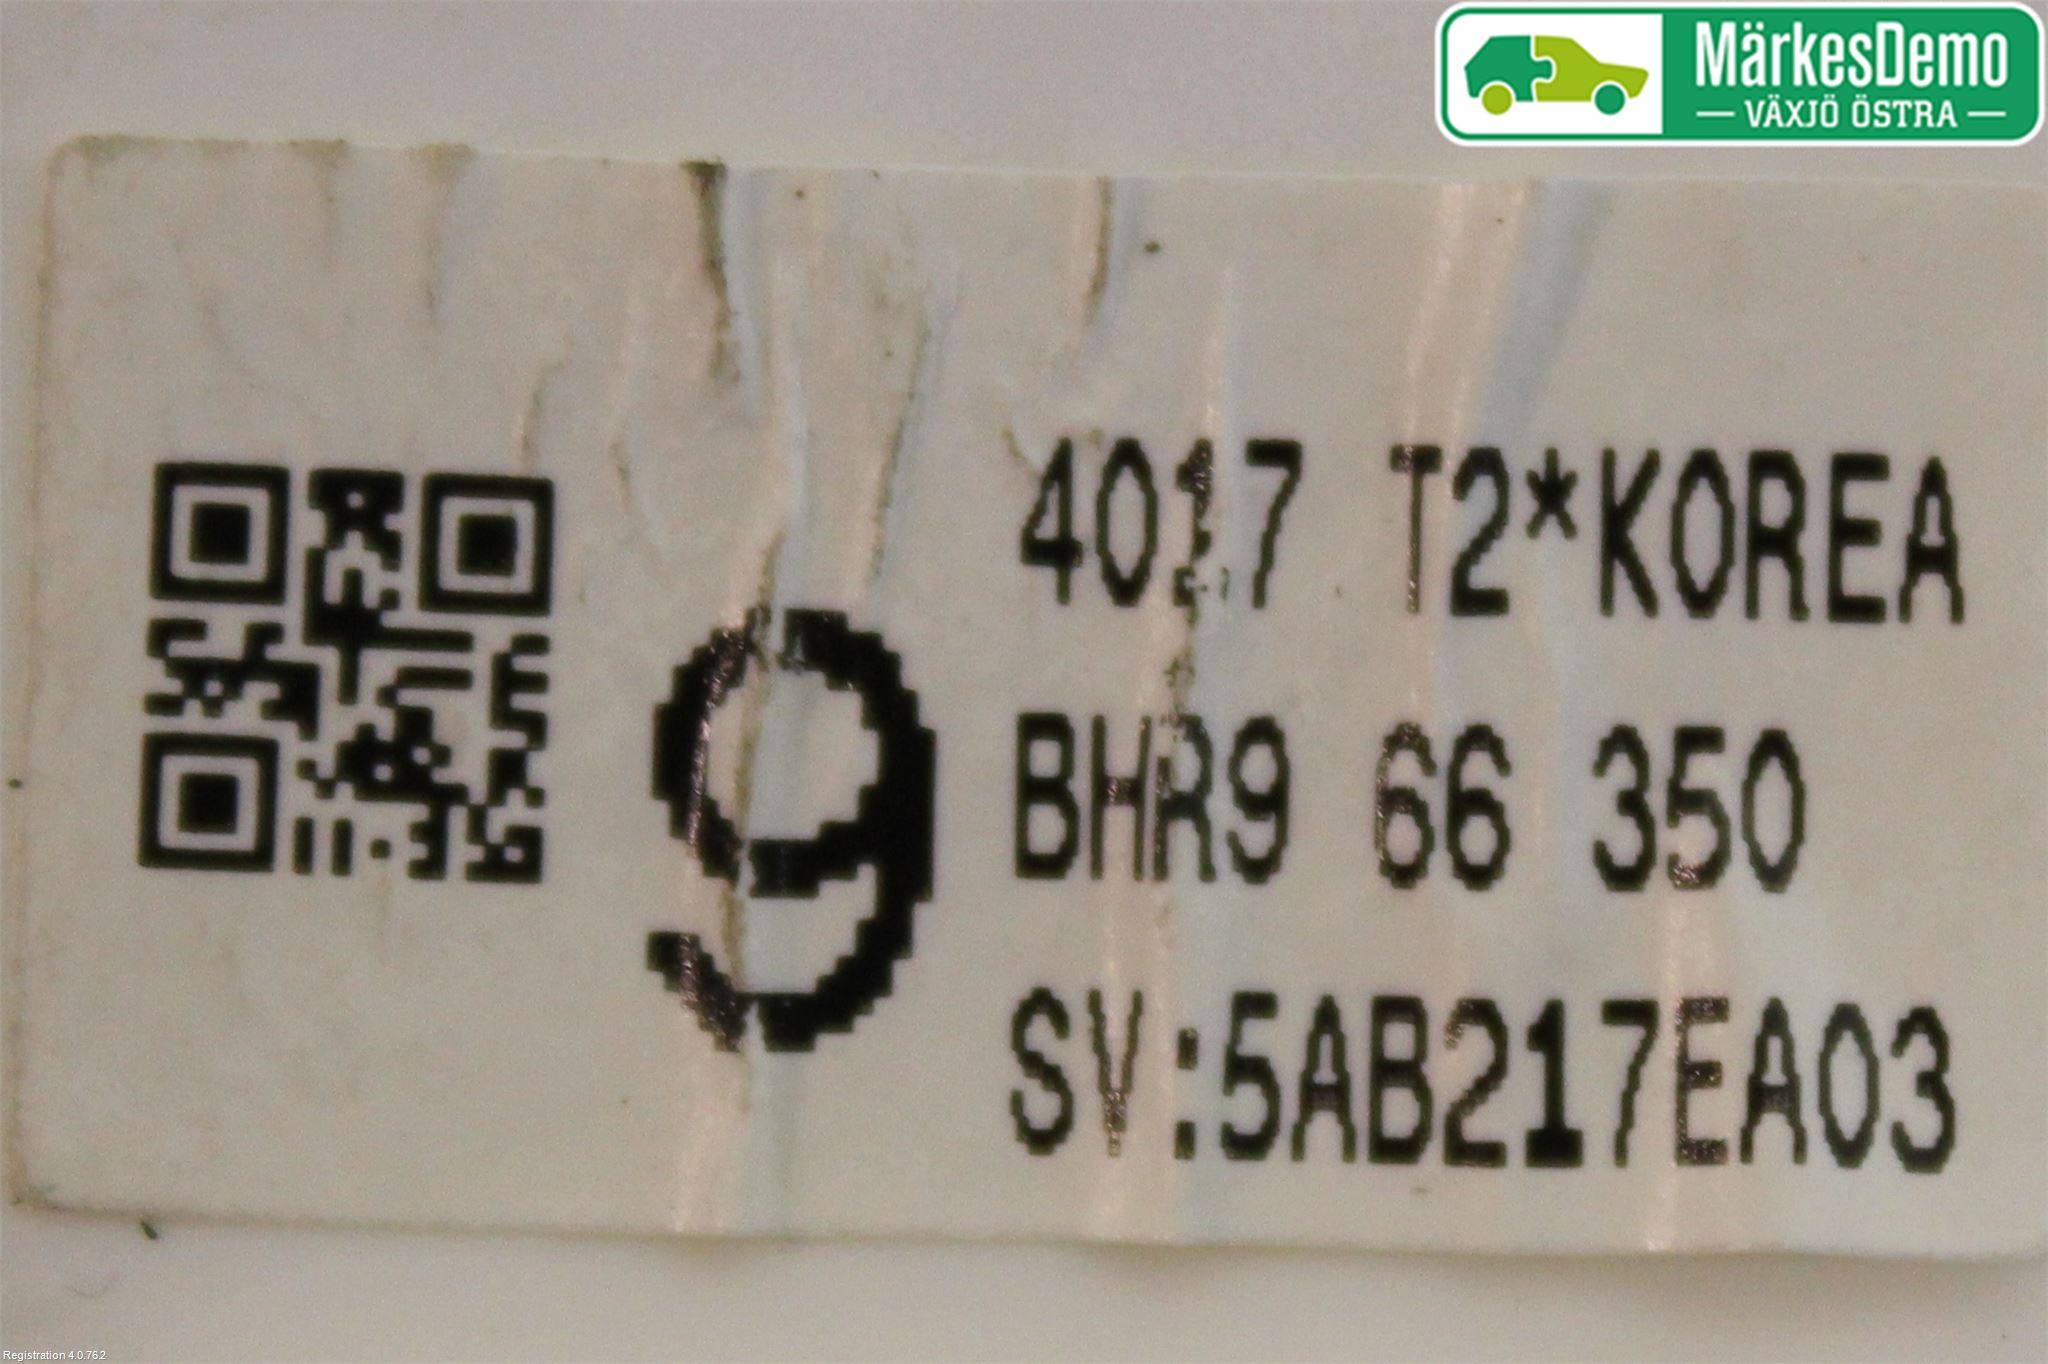 MärkesDemo
VÄXJÖ ÖSTRA
4017 T2*KOREA
9
BHR9 66 350
SV:5AB217EA03
Registration 4.0.762